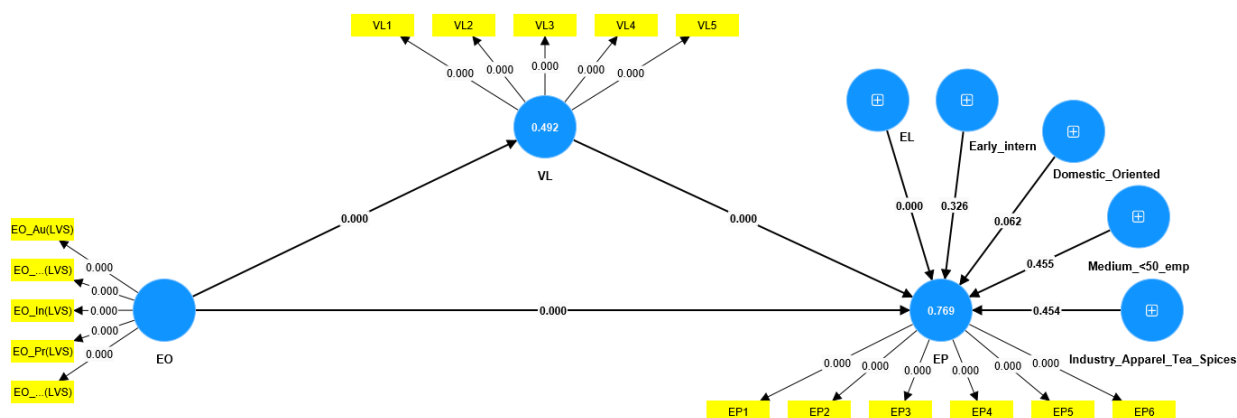 VL1 VL2 VL3 VL4 VL5
0.000 0.000 0.000 0.000 0.000
0.492
VL
EL
Early_intern
Domestic_Oriented
Medium_<50_emp
Industry_Apparel_Tea_Spices
0.000 0.326 0.062
0.455
0.454
0.000
0.000
0.000
EO_Au(LVS)
EO_...(LVS)
EO_In(LVS)
EO_Pr(LVS)
EO_...(LVS)
0.000
0.000
0.000
0.000
0.000
EO
0.769
EP
0.000 0.000 0.000 0.000 0.000 0.000
EP1 EP2 EP3 EP4 EP5 EP6